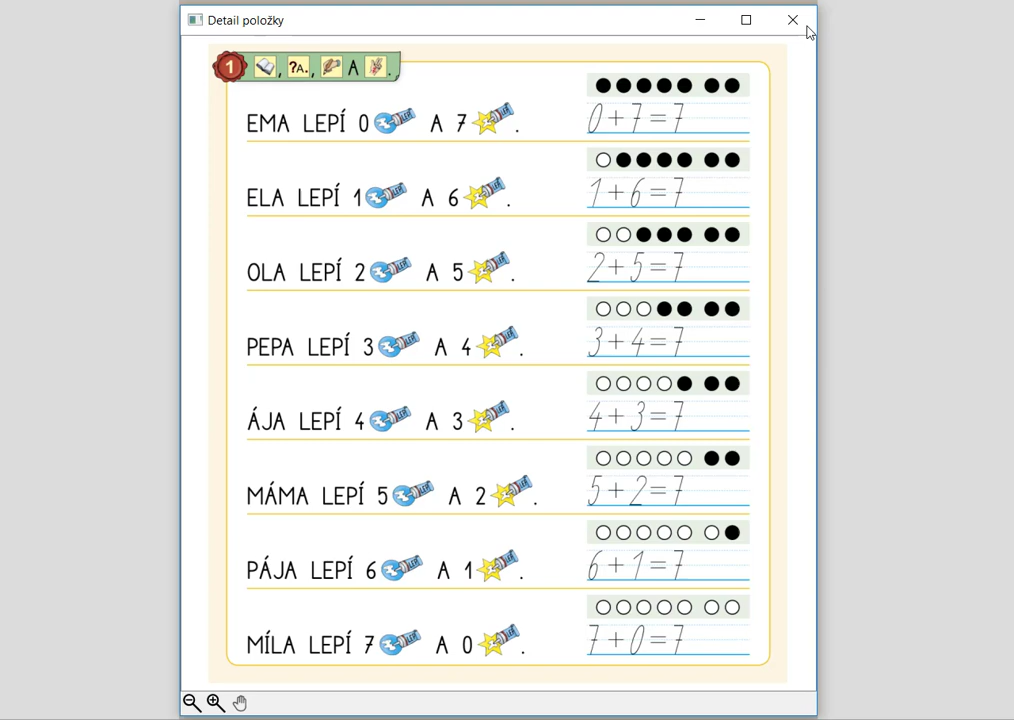 Detail položky
1 , ?A., A .
EMA LEPÍ 0 A 7 .
0+7=7
ELA LEPÍ 1 A 6 .
1+6=7
OLA LEPÍ 2 A 5 .
2+5=7
PEPA LEPÍ 3 A 4 .
3+4=7
ÁJA LEPÍ 4 A 3 .
4+3=7
MÁMA LEPÍ 5 A 2 .
5+2=7
PÁJA LEPÍ 6 A 1 .
6+1=7
MÍLA LEPÍ 7 A 0 .
7+0=7